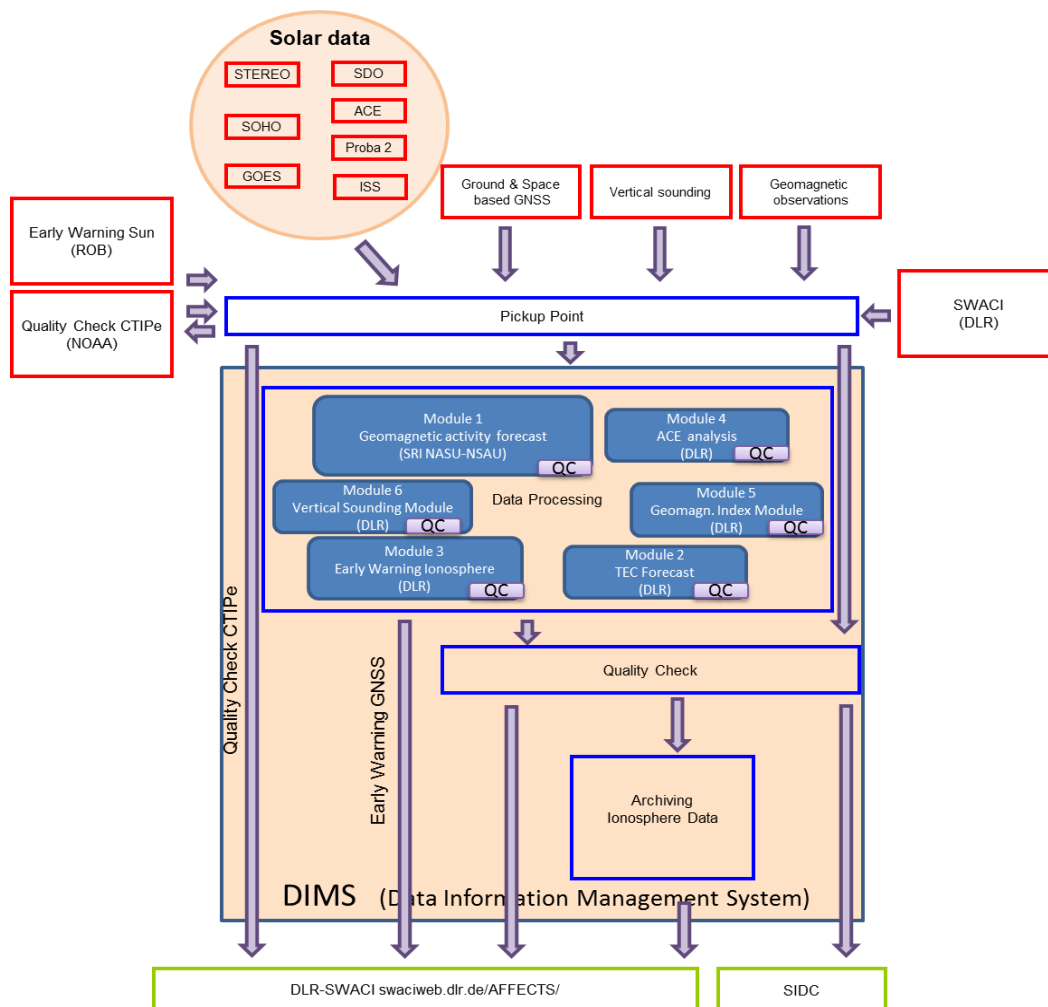 Solar data
STEREO
SDO
ACE
SOHO
Proba 2
GOES
ISS
Ground & Space
based GNSS
Vertical sounding
Geomagnetic
observations
Early Warning Sun
(ROB)
Quality Check CTIPe
(NOAA)
Pickup Point
SWACI
(DLR)
Module 1
Geomagnetic activity forecast
(SRI NASU-NSAU)
QC
Module 4
ACE analysis
(DLR)
QC
Module 6
Vertical Sounding Module
(DLR)
QC
Data Processing
Module 5
Geomagn. Index Module
(DLR)
QC
Module 3
Early Warning Ionosphere
(DLR)
QC
Module 2
TEC Forecast
(DLR)
QC
Quality Check CTIPe
Early Warning GNSS
Quality Check
Archiving
Ionosphere Data
DIMS (Data Information Management System)
DLR-SWACI swaciweb.dlr.de/AFFECTS/
SIDC